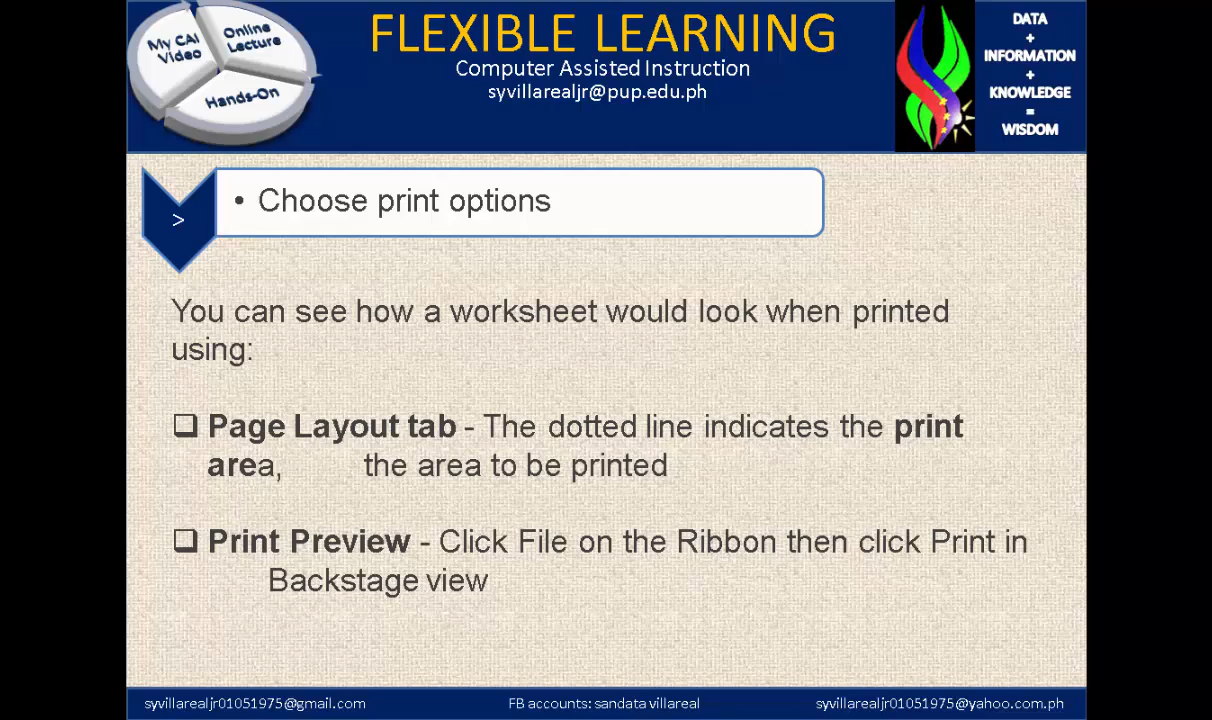 My CAI Video
Online Lecture
Hands-On
FLEXIBLE LEARNING
Computer Assisted Instruction
syvillarealjr@pup.edu.ph
DATA
+
INFORMATION
+
KNOWLEDGE
=
WISDOM
>
• Choose print options
You can see how a worksheet would look when printed
using:
❑ Page Layout tab - The dotted line indicates the print
area, the area to be printed
❑ Print Preview - Click File on the Ribbon then click Print in
Backstage view
syvillarealjr01051975@gmail.com
FB accounts: sandata villareal
syvillarealjr01051975@yahoo.com.ph